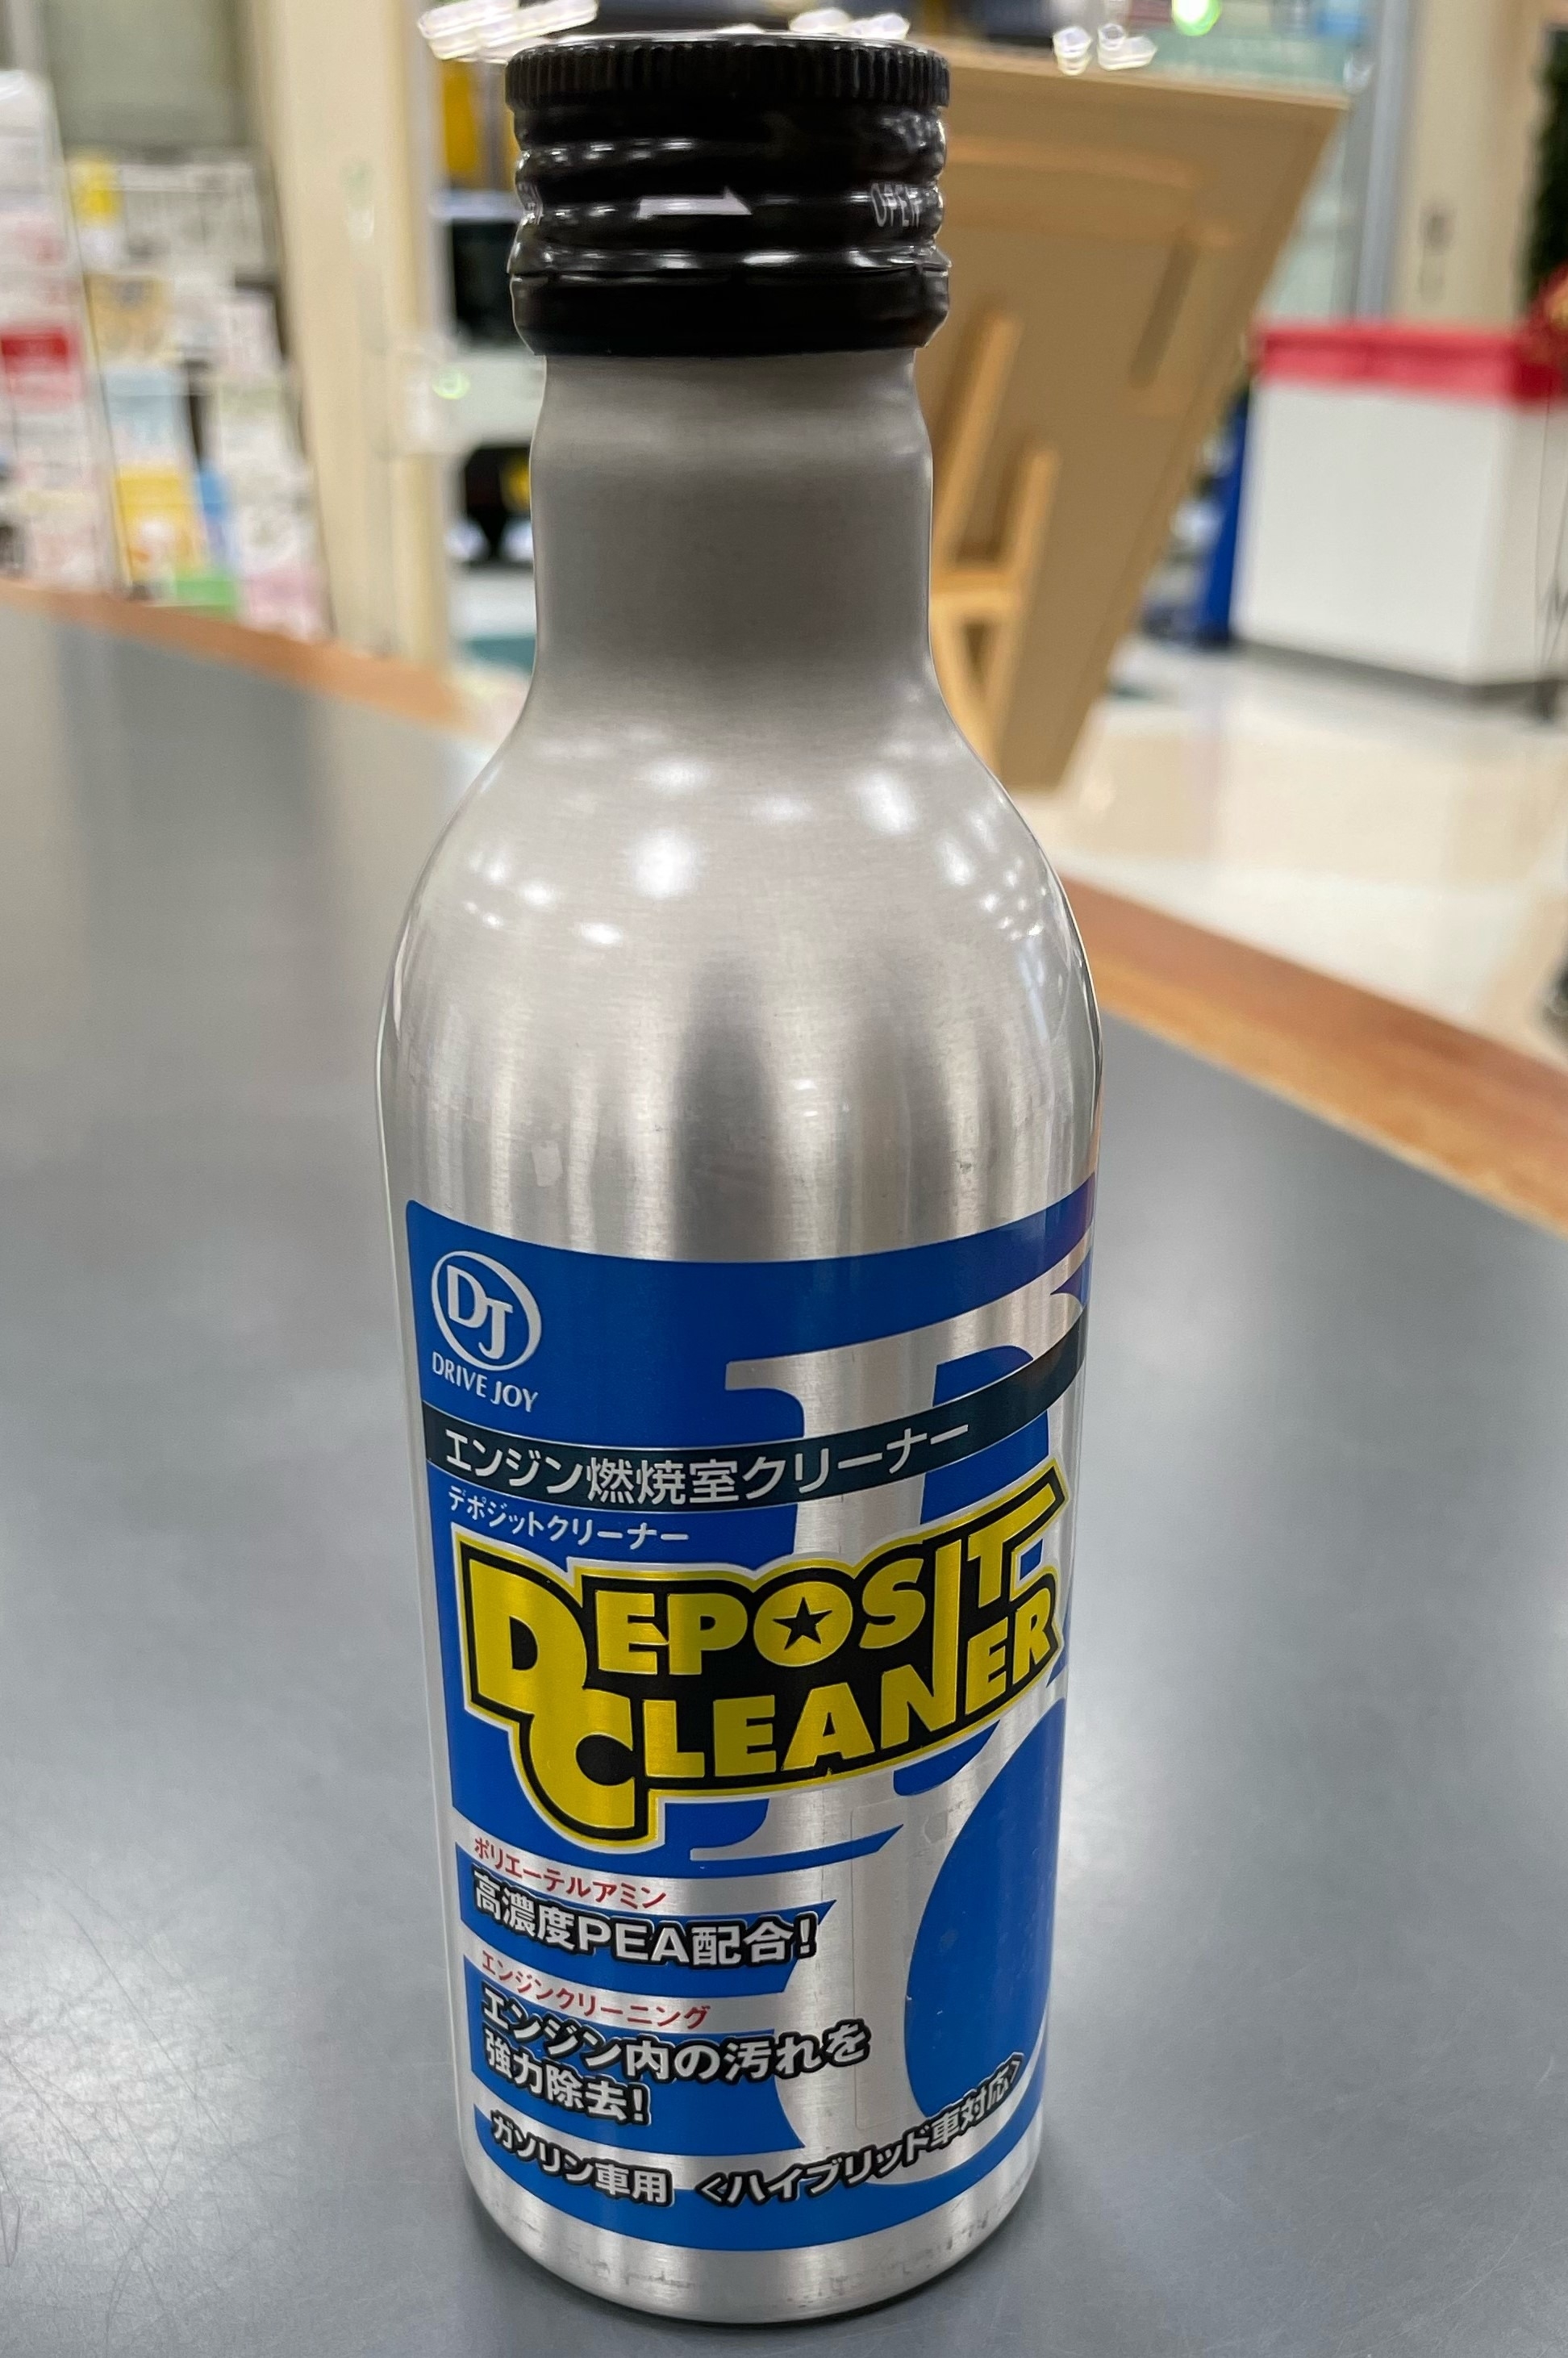 OPEN
DJ
DRIVE JOY
エンジン燃焼室クリーナー
デポジットクリーナー
DEPOSIT
CLEANER
ポリエーテルアミン
高濃度PEA配合!
エンジンクリーニング
エンジン内の汚れを
強力除去!
ガソリン車用 <ハイブリッド車対応>